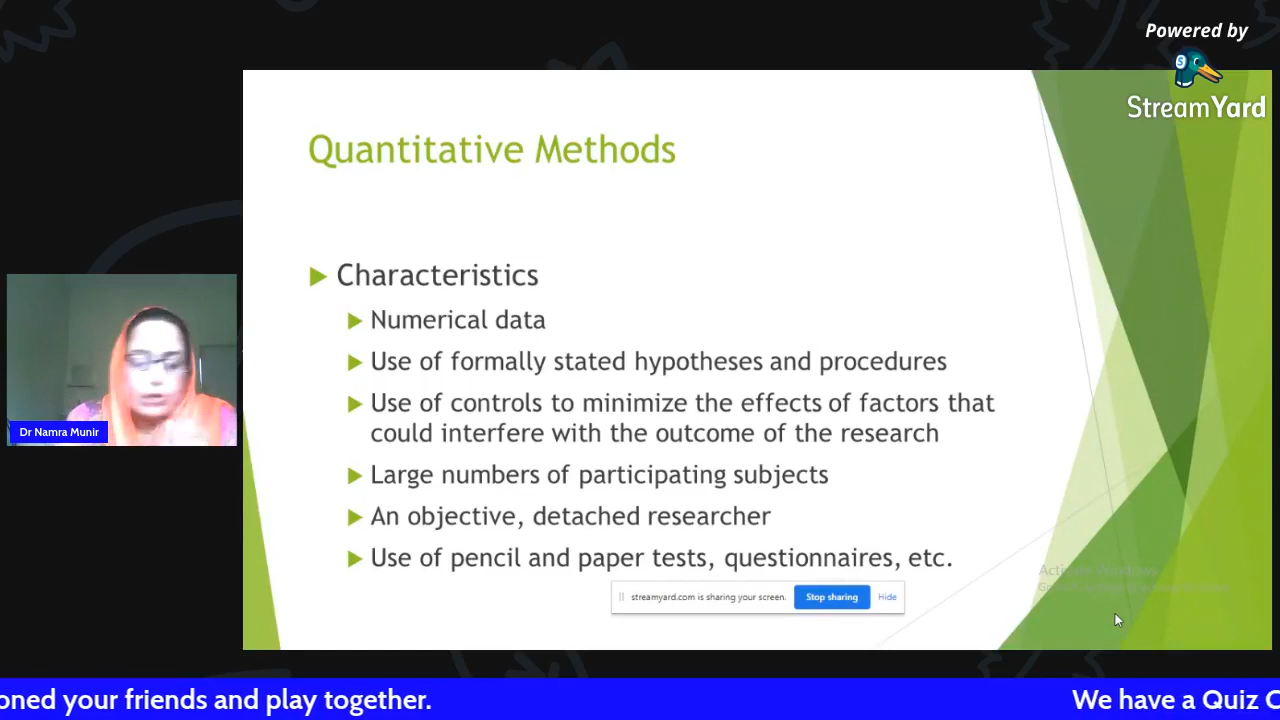 Powered by
StreamYard
Quantitative Methods
Characteristics
Numerical data
Use of formally stated hypotheses and procedures
Use of controls to minimize the effects of factors that
could interfere with the outcome of the research
Large numbers of participating subjects
An objective, detached researcher
Use of pencil and paper tests, questionnaires, etc.
Dr Namra Munir
streamyard.com is sharing your screen.
Stop sharing
Hide
Activate Windows
oned your friends and play together.
We have a Quiz